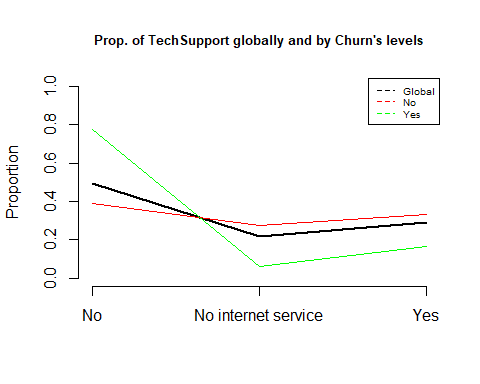 Prop. of TechSupport globally and by Churn's levels
Global
No
Yes
Proportion
1.0
0.8
0.6
0.4
0.2
0.0
No
No internet service
Yes